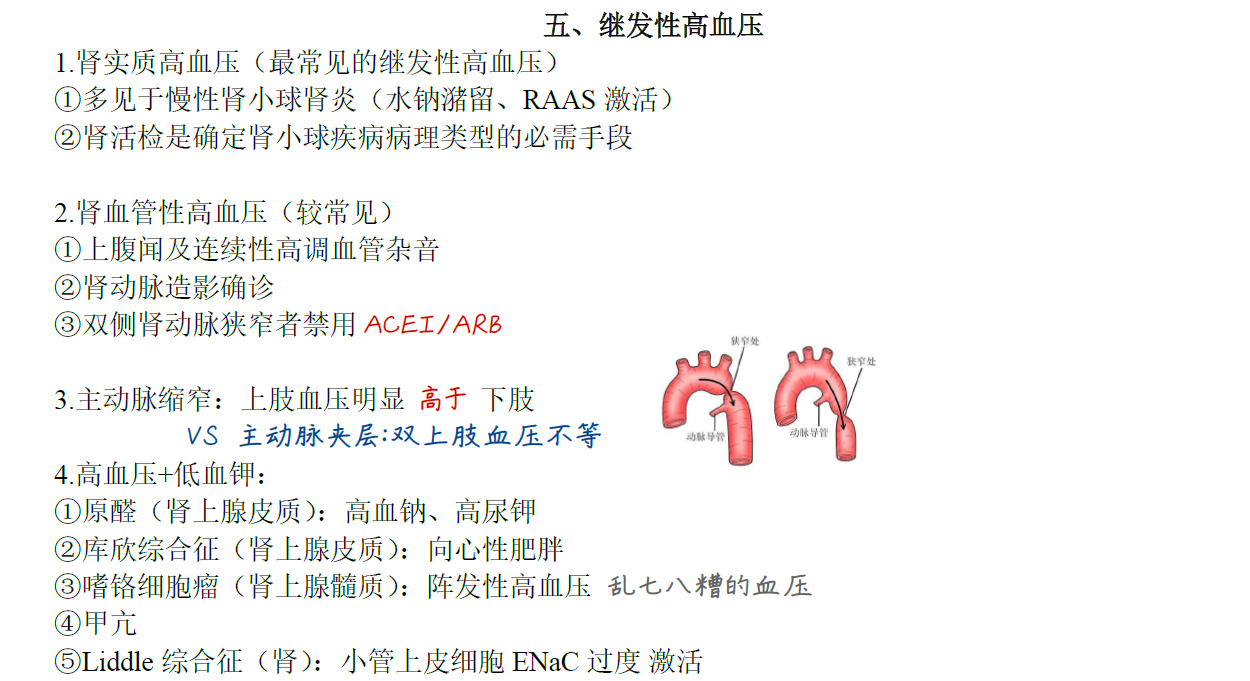 五、继发性高血压
1.肾实质高血压（最常见的继发性高血压）
①多见于慢性肾小球肾炎（水钠潴留、RAAS 激活）
②肾活检是确定肾小球疾病病理类型的必需手段
2.肾血管性高血压（较常见）
①上腹闻及连续性高调血管杂音
②肾动脉造影确诊
③双侧肾动脉狭窄者禁用 ACEI/ARB
狭窄处
狭窄处
动脉导管
动脉导管
3.主动脉缩窄：上肢血压明显 高于 下肢
VS 主动脉夹层:双上肢血压不等
4.高血压+低血钾：
①原醛（肾上腺皮质）：高血钠、高尿钾
②库欣综合征（肾上腺皮质）：向心性肥胖
③嗜铬细胞瘤（肾上腺髓质）：阵发性高血压 乱七八糟的血压
④甲亢
⑤Liddle 综合征（肾）：小管上皮细胞 ENaC 过度 激活